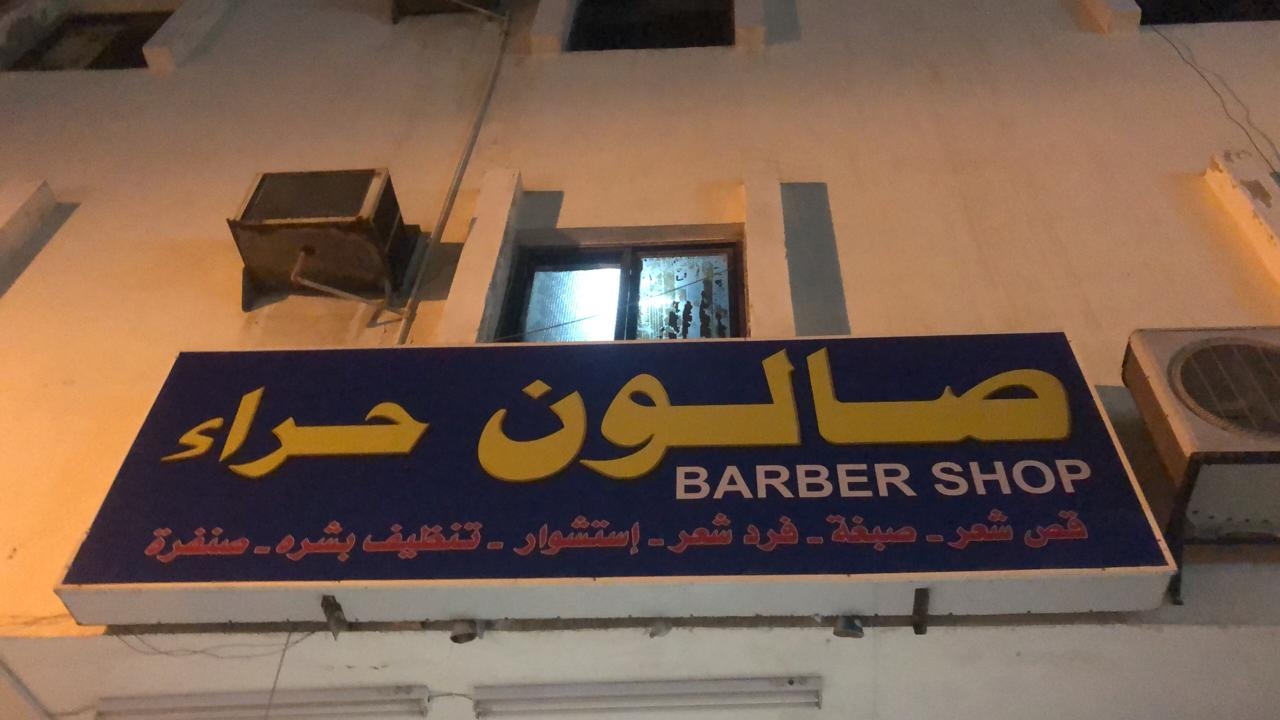 صالون حراء
BARBER SHOP
قص شعر - صبغة - فرد شعر - إستشوار - تنظيف بشره - صنفرة